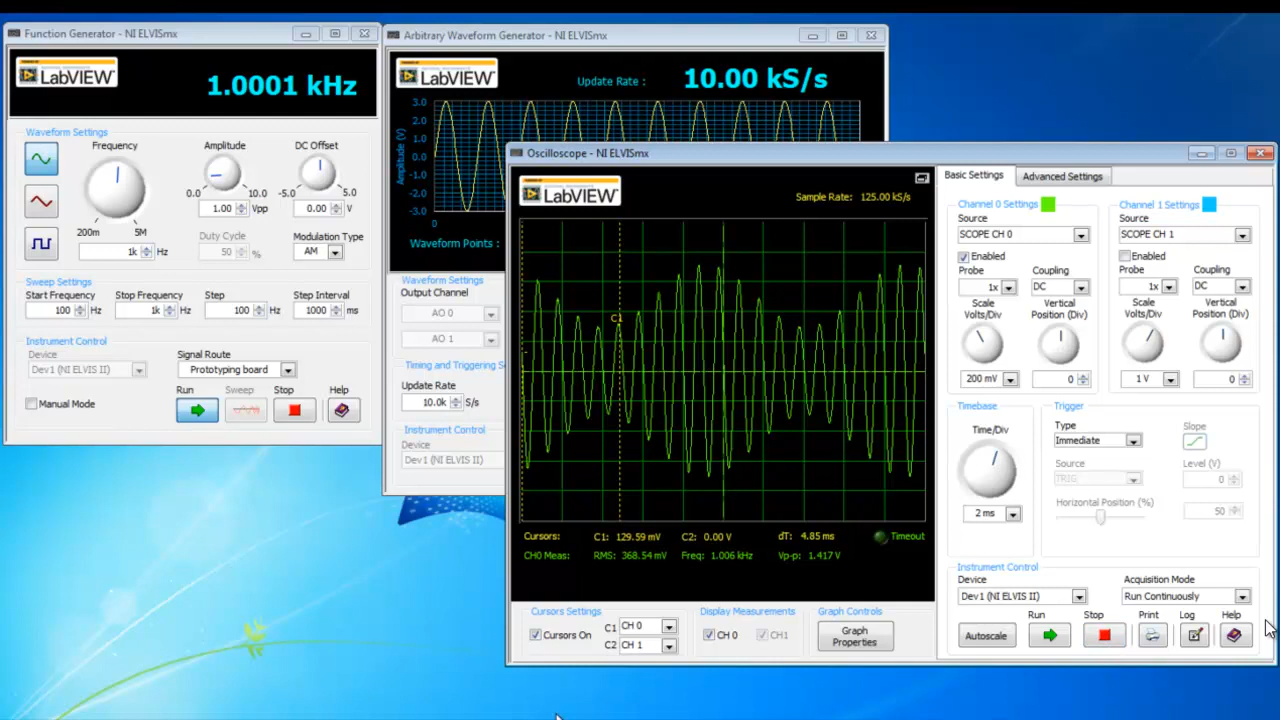 Function Generator - NI ELVISmx
LabVIEW
1.0001 kHz
Waveform Settings
Frequency
Amplitude
DC Offset
0.0 10.0
-5.0 5.0
1.00 Vpp
0.00 V
200m 5M
Duty Cycle
Modulation Type
1k Hz
50 %
AM
Sweep Settings
Start Frequency
Stop Frequency
Step
Step Interval
100 Hz
1k Hz
100 Hz
1000 ms
Instrument Control
Device
Signal Route
Dev1 (NI ELVIS II)
Prototyping board
Run
Sweep
Stop
Help
Manual Mode
Arbitrary Waveform Generator - NI ELVISmx
LabVIEW
Update Rate :
10.00 kS/s
Amplitude (V)
3.0
2.0
1.0
0.0
-1.0
-2.0
-3.0
0
Waveform Points :
Waveform Settings
Output Channel
AO 0
AO 1
Timing and Triggering Se
Update Rate
10.0k S/s
Instrument Control
Device
Dev1 (NI ELVIS II)
Oscilloscope - NI ELVISmx
LabVIEW
Sample Rate: 125.00 kS/s
C1
Cursors: C1: 129.59 mV C2: 0.00 V dT: 4.85 ms
Timeout
CH0 Meas: RMS: 368.54 mV Freq: 1.006 kHz Vp-p: 1.417 V
Cursors Settings
Cursors On
C1 CH 0
C2 CH 1
Display Measurements
CH 0
CH1
Graph Controls
Graph
Properties
Basic Settings
Advanced Settings
Channel 0 Settings
Source
SCOPE CH 0
Enabled
Probe
Coupling
1x
DC
Scale
Volts/Div
Vertical
Position (Div)
200 mV
0
Channel 1 Settings
Source
SCOPE CH 1
Enabled
Probe
Coupling
1x
DC
Scale
Volts/Div
Vertical
Position (Div)
1 V
0
Timebase
Time/Div
2 ms
Trigger
Type
Immediate
Slope
Source
TRIG
Level (V)
0
Horizontal Position (%)
50
Instrument Control
Device
Dev1 (NI ELVIS II)
Acquisition Mode
Run Continuously
Run
Stop
Print
Log
Help
Autoscale